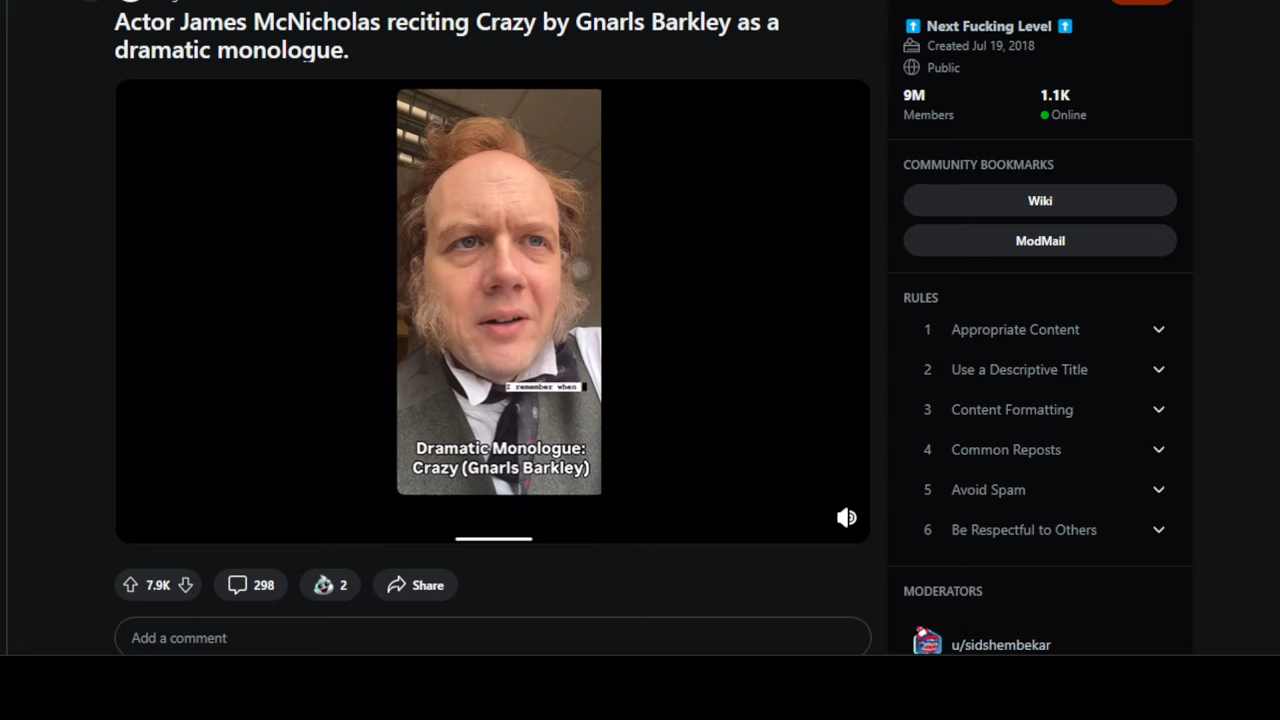 Actor James McNicholas reciting Crazy by Gnarls Barkley as a
dramatic monologue.
I remember when
Dramatic Monologue:
Crazy (Gnarls Barkley)
7.9K
298
2
Share
Add a comment
Next Fucking Level
Created Jul 19, 2018
Public
9M
Members
1.1K
Online
COMMUNITY BOOKMARKS
Wiki
ModMail
RULES
1 Appropriate Content
2 Use a Descriptive Title
3 Content Formatting
4 Common Reposts
5 Avoid Spam
6 Be Respectful to Others
MODERATORS
u/sidshembekar